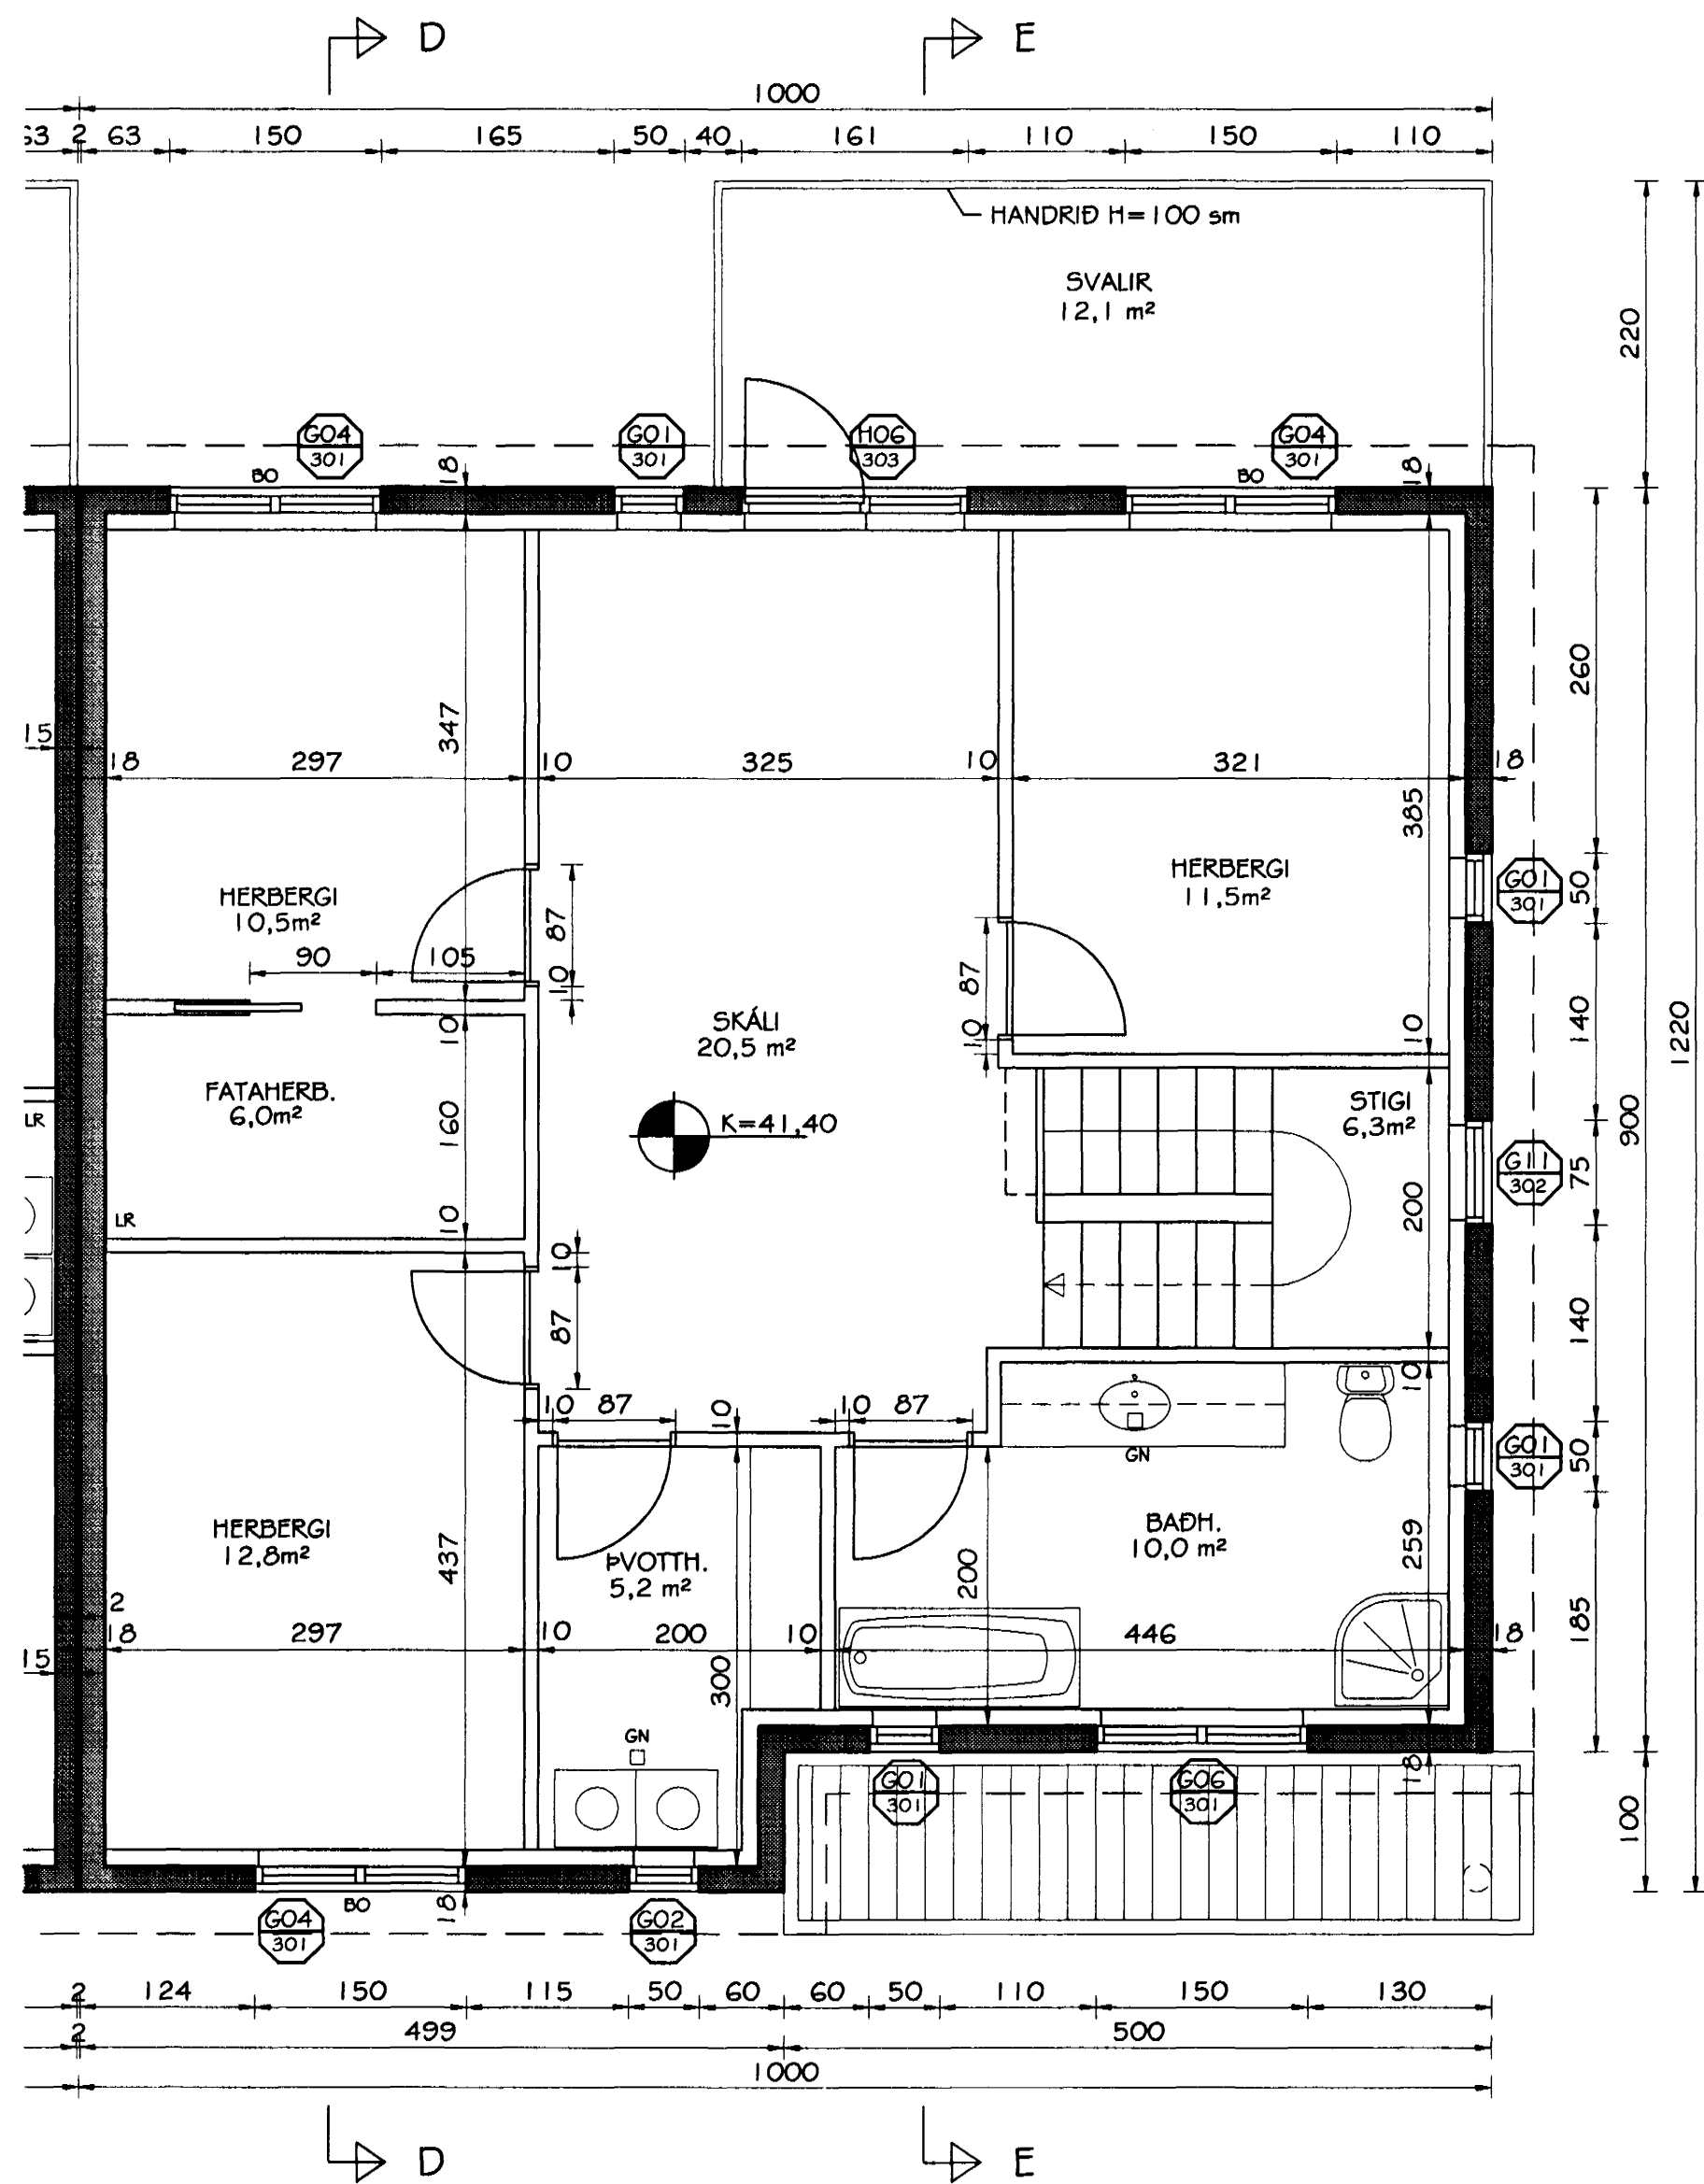 D
E
1000
63 2 63 150 165 50 40 161 110 150 110
HANDRIÐ H=100 sm
SVALIR
12,1 m²
220
G04
301
G01
301
H06
303
G04
301
BO
BO
18
18
260
347
15
18 297 10 325 10 321 18
385
HERBERGI
10,5m²
HERBERGI
11,5m²
G01
301
50
87
90 105
10
87
10
140
10
10
SKÁLI
20,5 m²
FATAHERB.
6,0m²
160
K=41,40
STIGI
6,3m²
LR
LR
G11
302
75
200
900
1220
10
10
87
140
10 87
10
10 87
10
GN
G01
301
50
HERBERGI
12,8m²
437
ÞVOTTH.
5,2 m²
BAÐH.
10,0 m²
200
259
2
18 297 10 200 10 446 18
15
300
185
GN
G01
301
G06
301
18
100
BO
18
G04
301
G02
301
2 124 150 115 50 60 60 50 110 150 130
2 499 500
1000
D
E